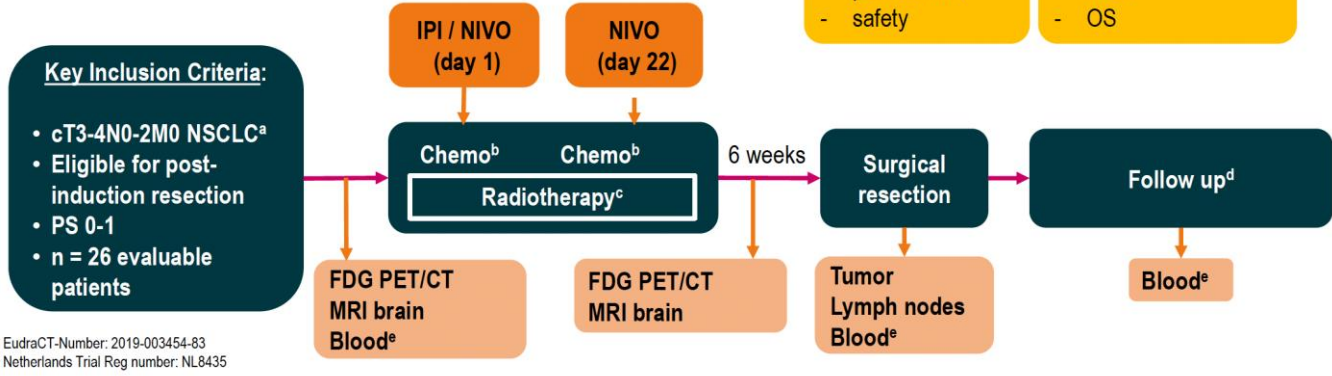 - safety
- OS
IPI / NIVO
(day 1)
NIVO
(day 22)
Key Inclusion Criteria:
• cT3-4N0-2M0 NSCLCᵃ
• Eligible for post-
induction resection
• PS 0-1
• n = 26 evaluable
patients
Chemoᵇ Chemoᵇ
Radiotherapyᶜ
6 weeks
Surgical
resection
Follow upᵈ
FDG PET/CT
MRI brain
Bloodᵉ
FDG PET/CT
MRI brain
Tumor
Lymph nodes
Bloodᵉ
Bloodᵉ
EudraCT-Number: 2019-003454-83
Netherlands Trial Reg number: NL8435